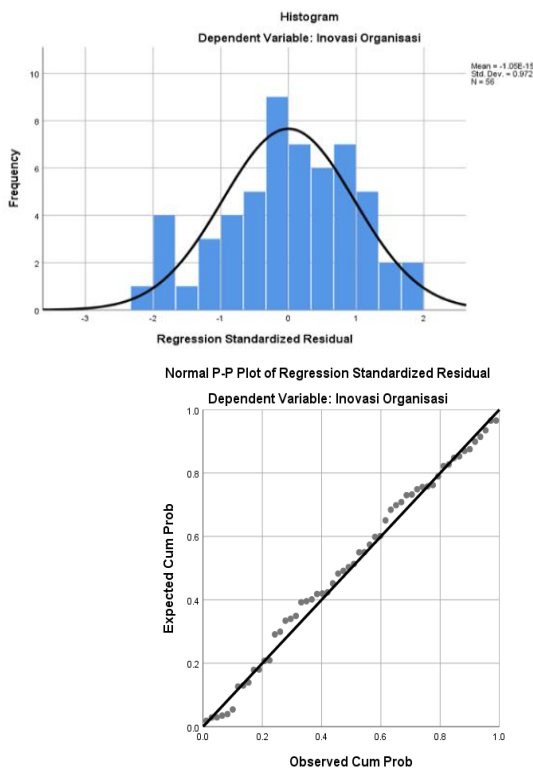 Histogram
Dependent Variable: Inovasi Organisasi
Mean = -1.05E-15
Std. Dev. = 0.972
N = 56
10
8
6
4
2
0
Frequency
-3 -2 -1 0 1 2
Regression Standardized Residual
Normal P-P Plot of Regression Standardized Residual
Dependent Variable: Inovasi Organisasi
1.0
0.8
0.6
0.4
0.2
0.0
Expected Cum Prob
0.0 0.2 0.4 0.6 0.8 1.0
Observed Cum Prob